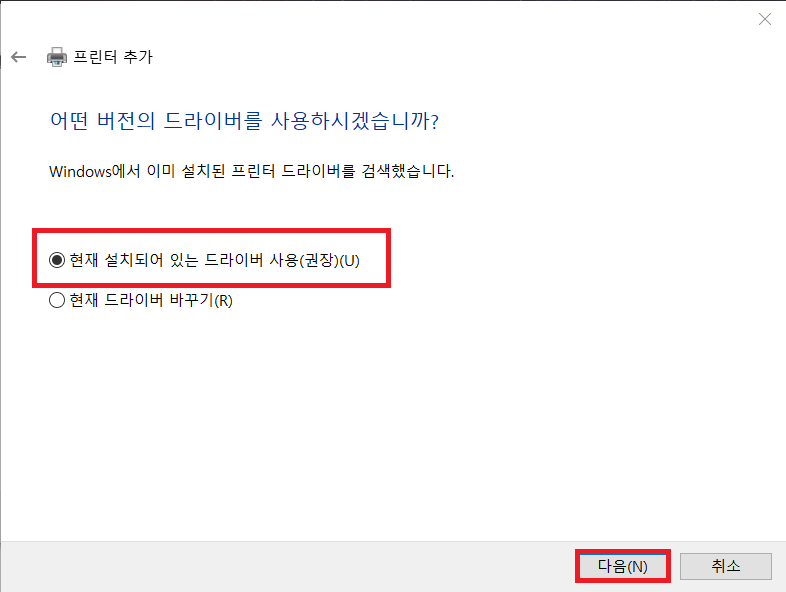 프린터 추가
어떤 버전의 드라이버를 사용하시겠습니까?
Windows에서 이미 설치된 프린터 드라이버를 검색했습니다.
현재 설치되어 있는 드라이버 사용(권장)(U)
현재 드라이버 바꾸기(R)
다음(N)
취소